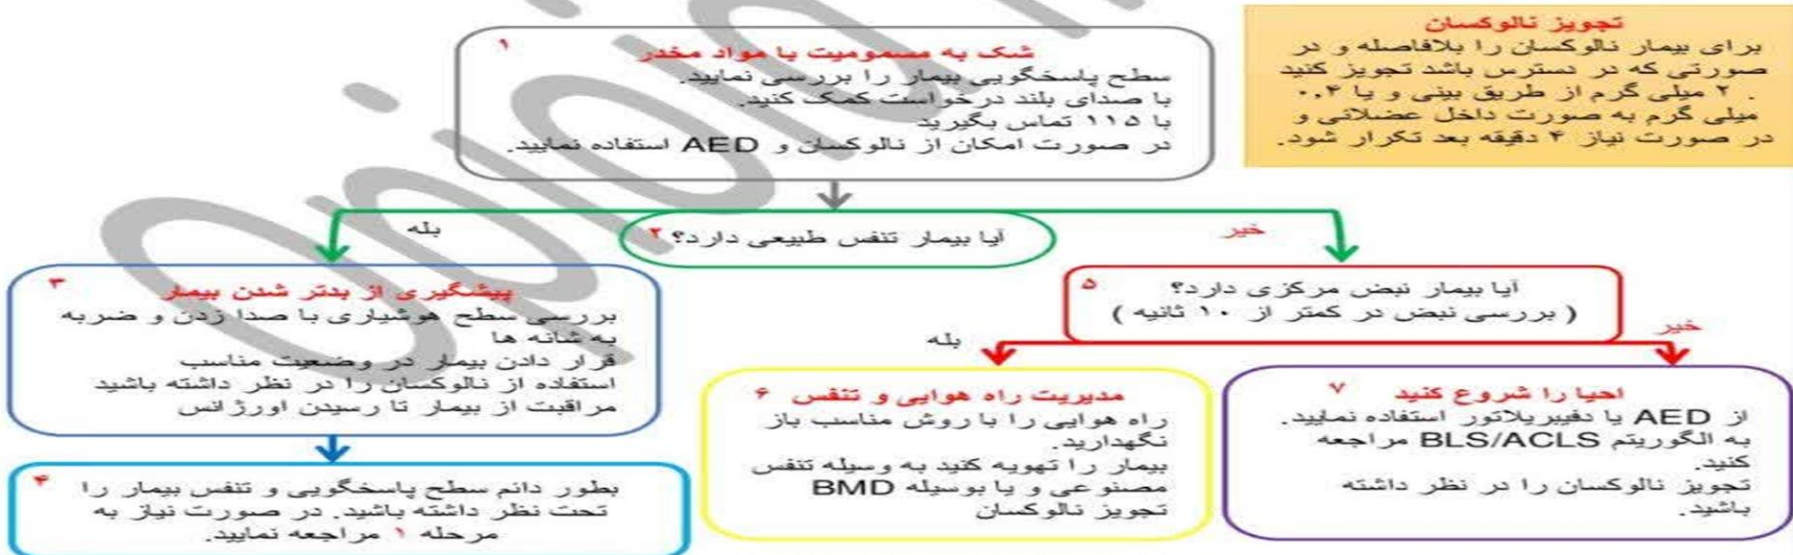 تجویز نالوکسان
برای بیمار نالوکسان را بلافاصله و در
صورتی که در دسترس باشد تجویز کنید
. ۲ میلی گرم از طریق بینی و یا ۰,۴
میلی گرم به صورت داخل عضلانی و
در صورت نیاز ۴ دقیقه بعد تکرار شود.
۱
شک به مسمومیت با مواد مخدر
سطح پاسخگویی بیمار را بررسی نمایید.
با صدای بلند درخواست کمک کنید.
با ۱۱۵ تماس بگیرید
در صورت امکان از نالوکسان و AED استفاده نمایید.
آیا بیمار تنفس طبیعی دارد؟ ۲
خیر
بله
۳
پیشگیری از بدتر شدن بیمار
بررسی سطح هوشیاری با صدا زدن و ضربه
به شانه ها
قرار دادن بیمار در وضعیت مناسب
استفاده از نالوکسان را در نظر داشته باشید
مراقبت از بیمار تا رسیدن اورژانس
۴
بطور دائم سطح پاسخگویی و تنفس بیمار را
تحت نظر داشته باشید. در صورت نیاز به
مرحله ۱ مراجعه نمایید.
آیا بیمار نبض مرکزی دارد؟ ۵
( بررسی نبض در کمتر از ۱۰ ثانیه )
خیر
بله
مدیریت راه هوایی و تنفس ۶
راه هوایی را با روش مناسب باز
نگهدارید.
بیمار را تهویه کنید به وسیله تنفس
مصنوعی و یا بوسیله BMD
تجویز نالوکسان
احیا را شروع کنید ۷
از AED یا دفیبریلاتور استفاده نمایید.
به الگوریتم BLS/ACLS مراجعه
کنید.
تجویز نالوکسان را در نظر داشته
باشید.